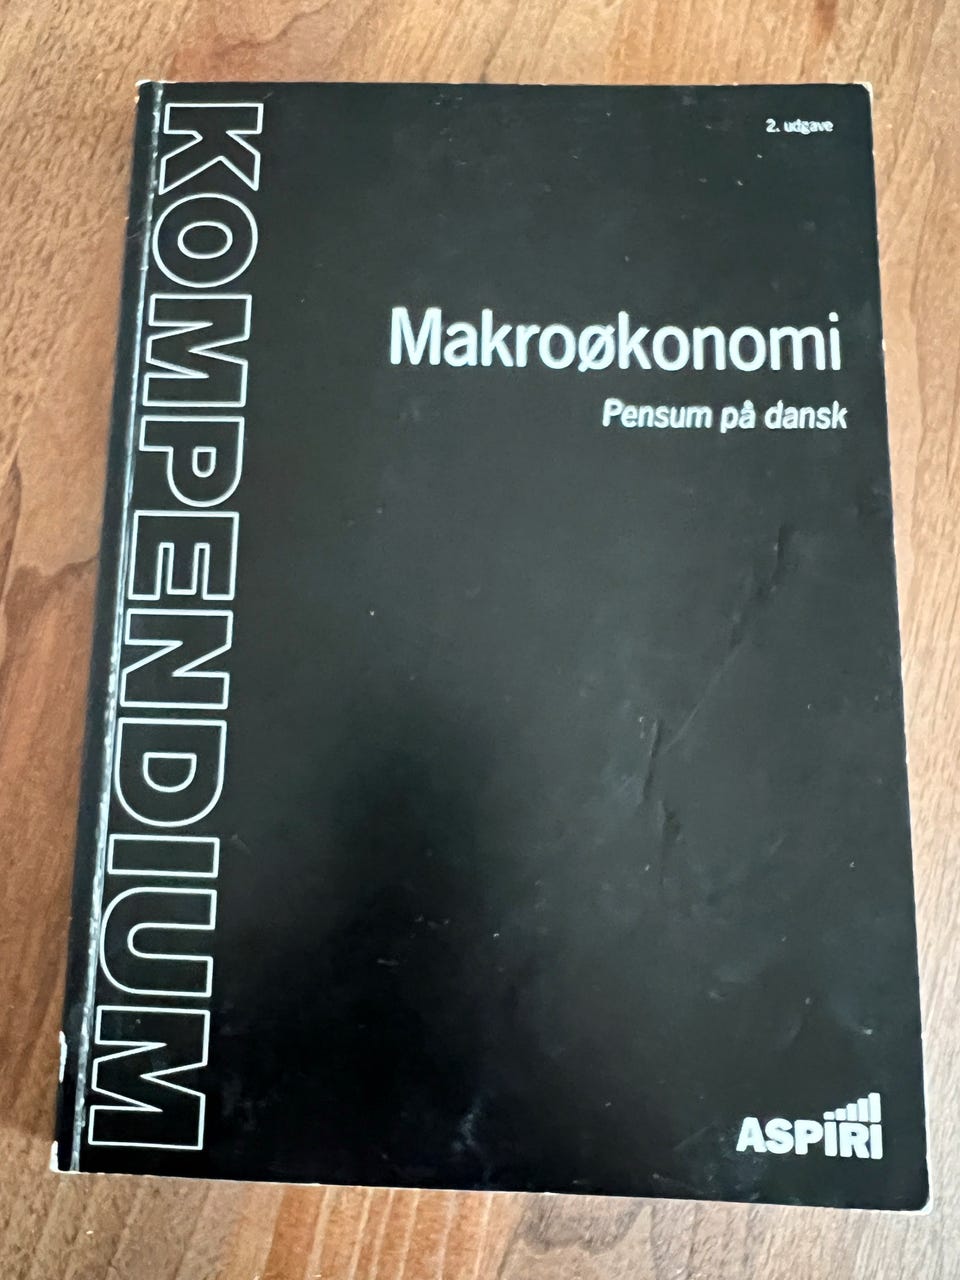 KOMPENDIUM
2. udgave
Makroøkonomi
Pensum på dansk
ASPIRI